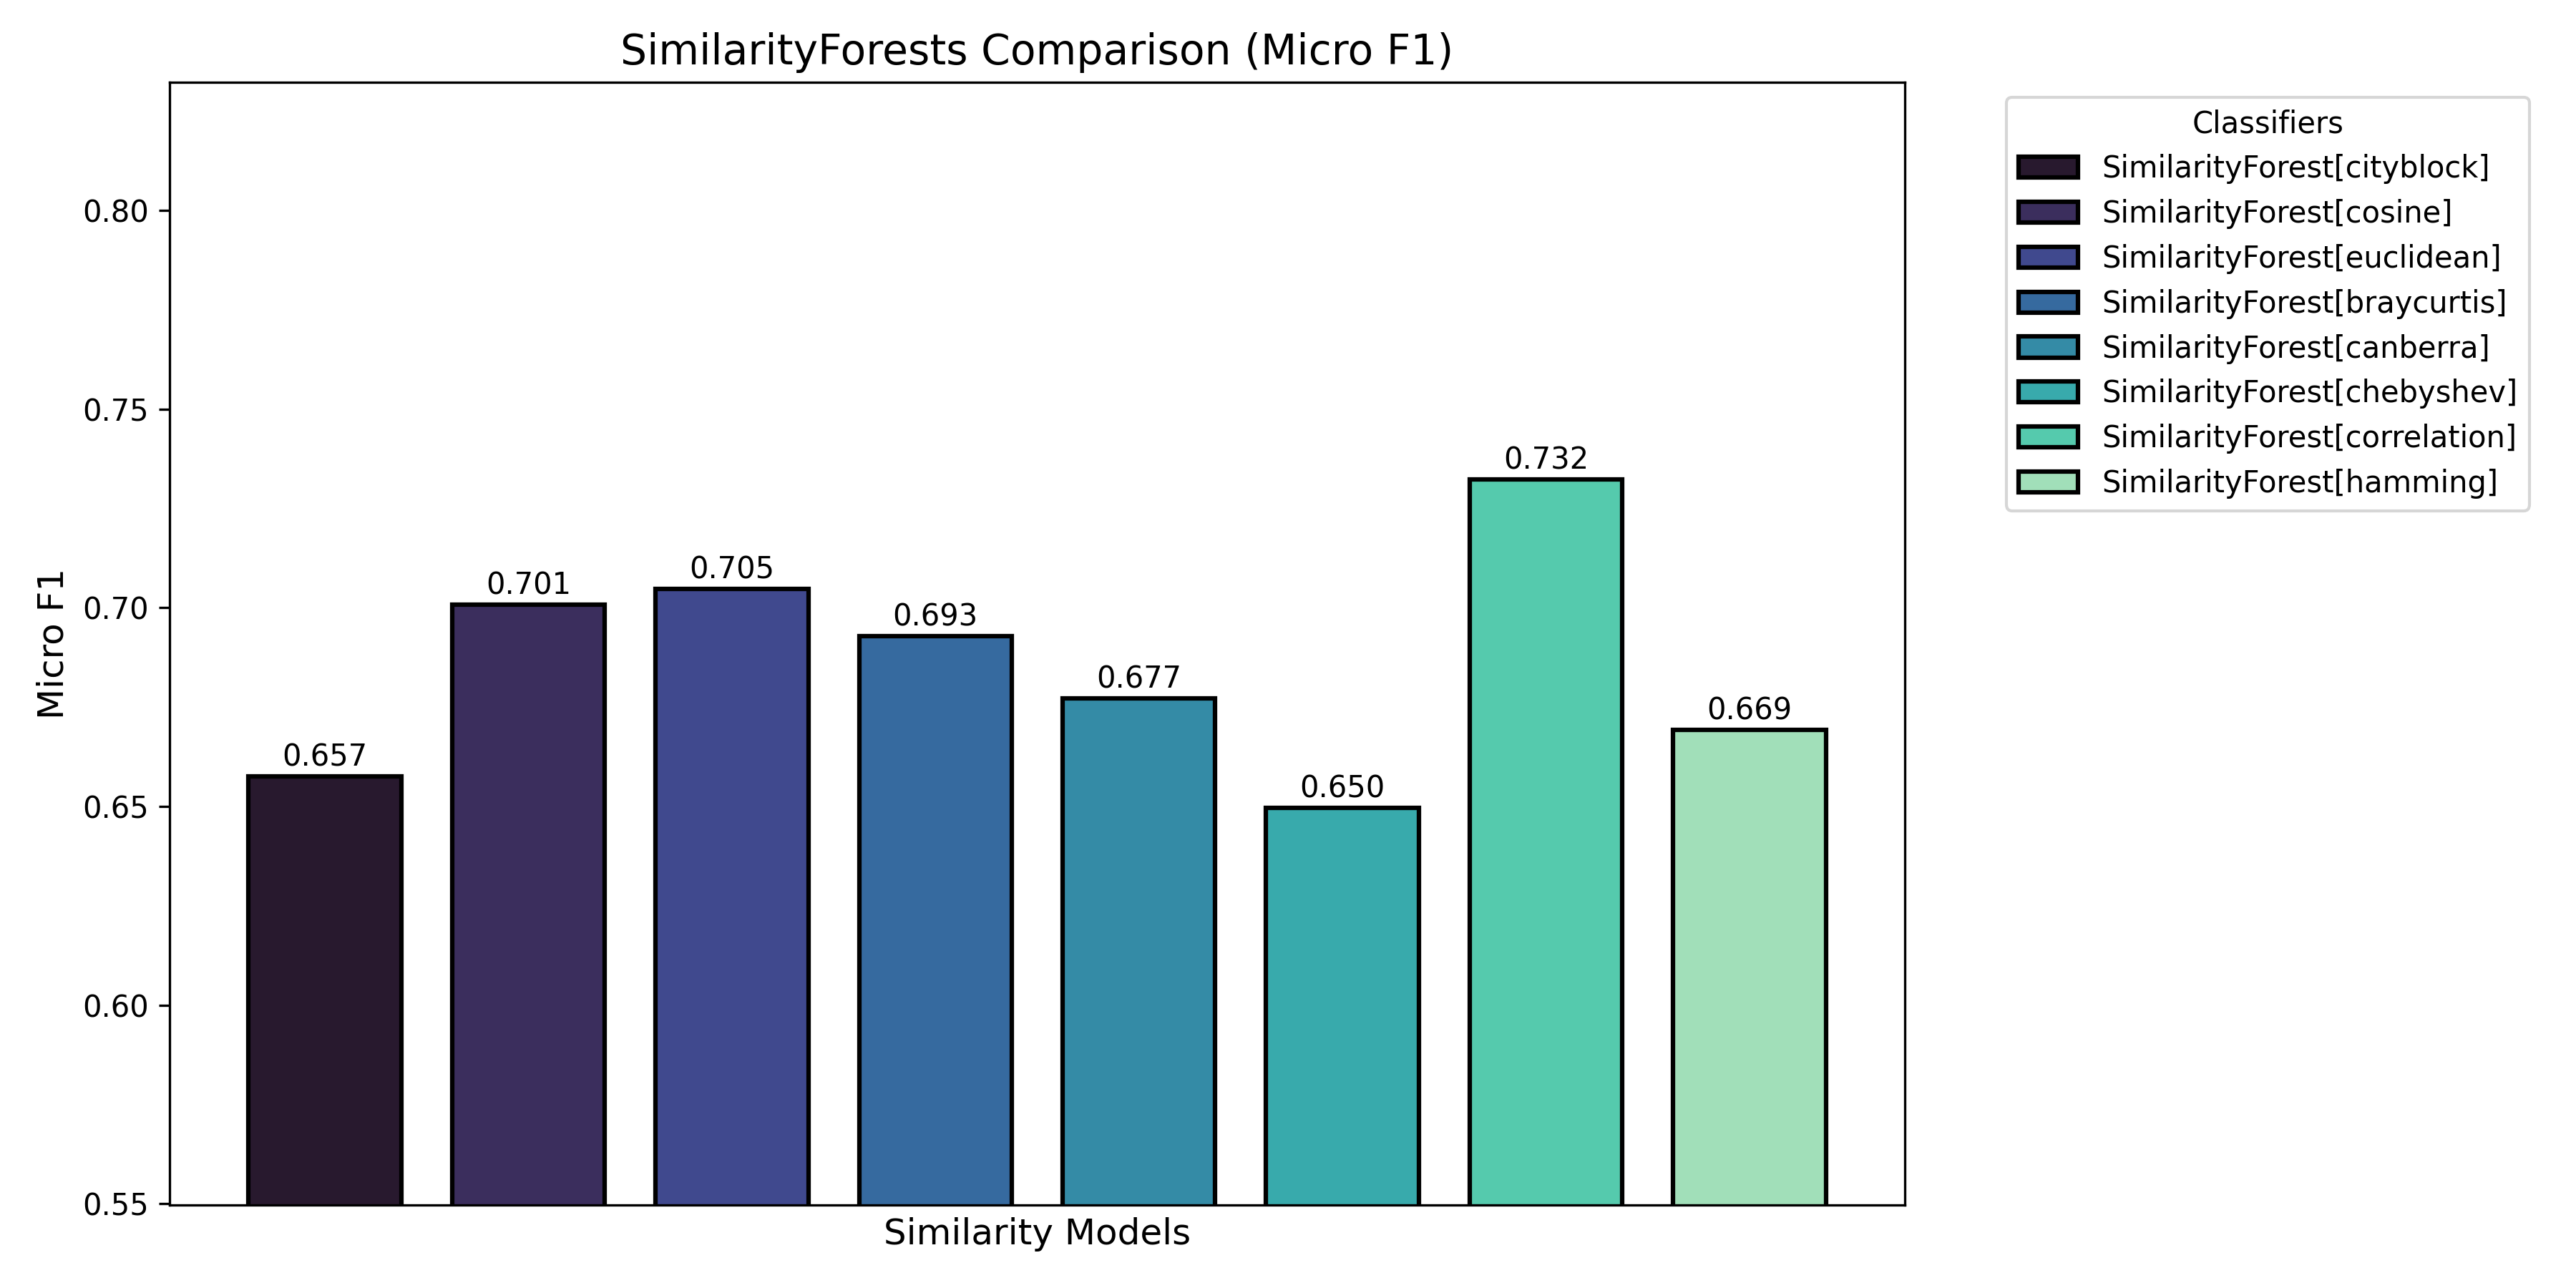 SimilarityForests Comparison (Micro F1)
Micro F1
0.80
0.75
0.70
0.65
0.60
0.55
0.657
0.701
0.705
0.693
0.677
0.650
0.732
0.669
Similarity Models
Classifiers
SimilarityForest[cityblock]
SimilarityForest[cosine]
SimilarityForest[euclidean]
SimilarityForest[braycurtis]
SimilarityForest[canberra]
SimilarityForest[chebyshev]
SimilarityForest[correlation]
SimilarityForest[hamming]